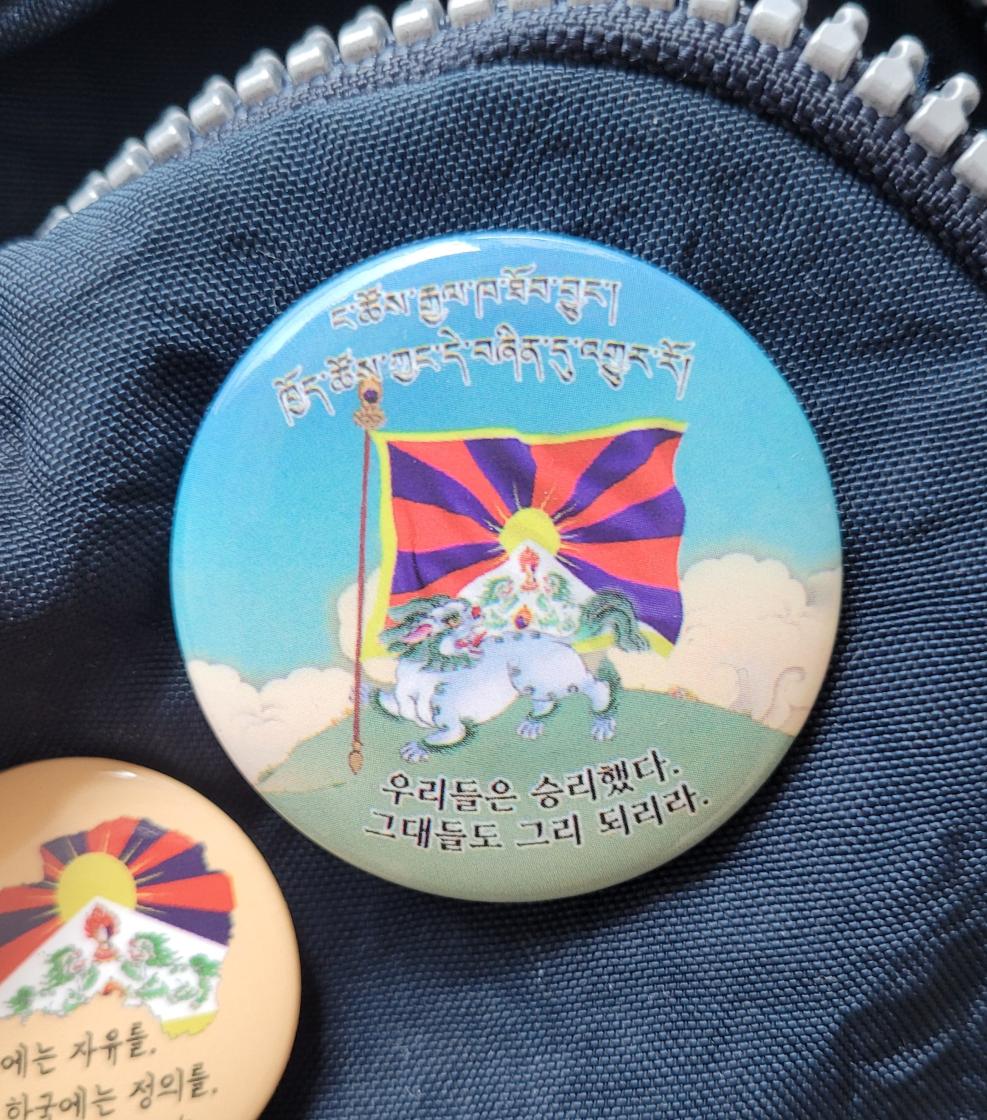 ང་ཚོས་རྒྱལ་ཁ་ཐོབ་བྱུང་།
ཁྱོད་ཚོས་ཀྱང་དེ་བཞིན་དུ་འགྱུར་རོ།
우리들은 승리했다.
그대들도 그리 되리라.
에는 자유를,
하국에는 정의를,